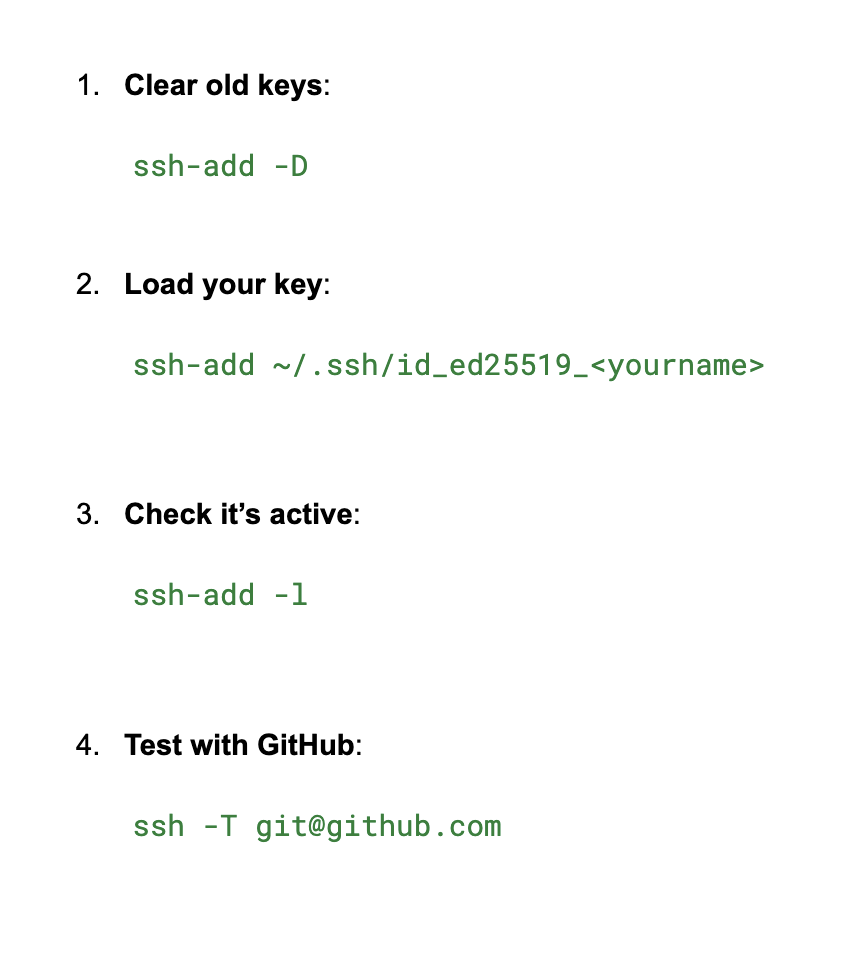 1. Clear old keys:
ssh-add -D
2. Load your key:
ssh-add ~/.ssh/id_ed25519_<yourname>
3. Check it’s active:
ssh-add -l
4. Test with GitHub:
ssh -T git@github.com